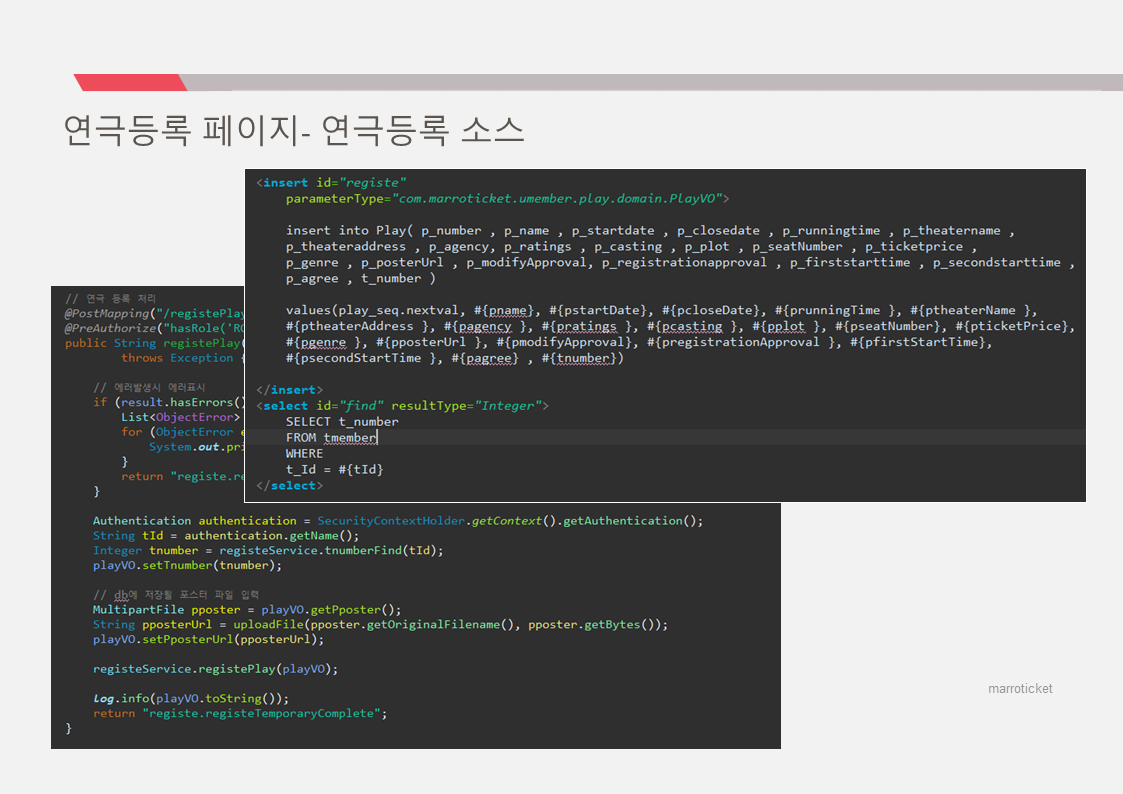 연극등록 페이지- 연극등록 소스
<insert id="registe"
parameterType="com.marroticket.umember.play.domain.PlayVO">
insert into Play( p_number , p_name , p_startdate , p_closedate , p_runningtime , p_theatername ,
p_theateraddress , p_agency, p_ratings , p_casting , p_plot , p_seatNumber , p_ticketprice ,
p_genre , p_posterUrl , p_modifyApproval, p_registrationapproval , p_firststarttime , p_secondstarttime ,
p_agree , t_number )
values(play_seq.nextval, #{pname}, #{pstartDate}, #{pcloseDate}, #{prunningTime }, #{ptheaterName },
#{ptheaterAddress }, #{pagency }, #{pratings }, #{pcasting }, #{pplot }, #{pseatNumber}, #{pticketPrice},
#{pgenre }, #{pposterUrl }, #{pmodifyApproval}, #{pregistrationApproval }, #{pfirstStartTime},
#{psecondStartTime }, #{pagree} , #{tnumber})
</insert>
<select id="find" resultType="Integer">
SELECT t_number
FROM tmember
WHERE
t_Id = #{tId}
</select>
// 연극 등록 처리
@PostMapping("/registePlay
@PreAuthorize("hasRole('RO
public String registePlay(
throws Exception {
// 에러발생시 에러표시
if (result.hasErrors()
List<ObjectError>
for (ObjectError e
System.out.pri
}
return "registe.re
}
Authentication authentication = SecurityContextHolder.getContext().getAuthentication();
String tId = authentication.getName();
Integer tnumber = registeService.tnumberFind(tId);
playVO.setTnumber(tnumber);
// db에 저장될 포스터 파일 입력
MultipartFile pposter = playVO.getPposter();
String pposterUrl = uploadFile(pposter.getOriginalFilename(), pposter.getBytes());
playVO.setPposterUrl(pposterUrl);
registeService.registePlay(playVO);
log.info(playVO.toString());
return "registe.registeTemporaryComplete";
}
marroticket